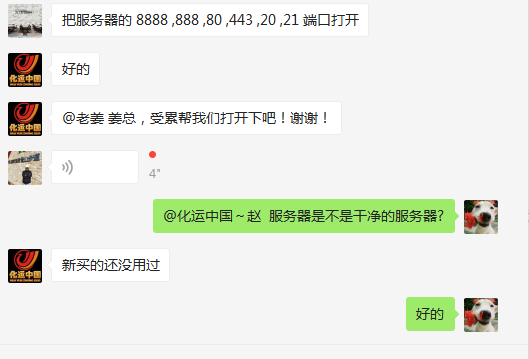 把服务器的 8888 ,888 ,80 ,443 ,20 ,21 端口打开
化运中国
好的
化运中国
@老姜 姜总，受累帮我们打开下吧！谢谢！
4"
@化运中国～赵 服务器是不是干净的服务器?
化运中国
新买的还没用过
好的